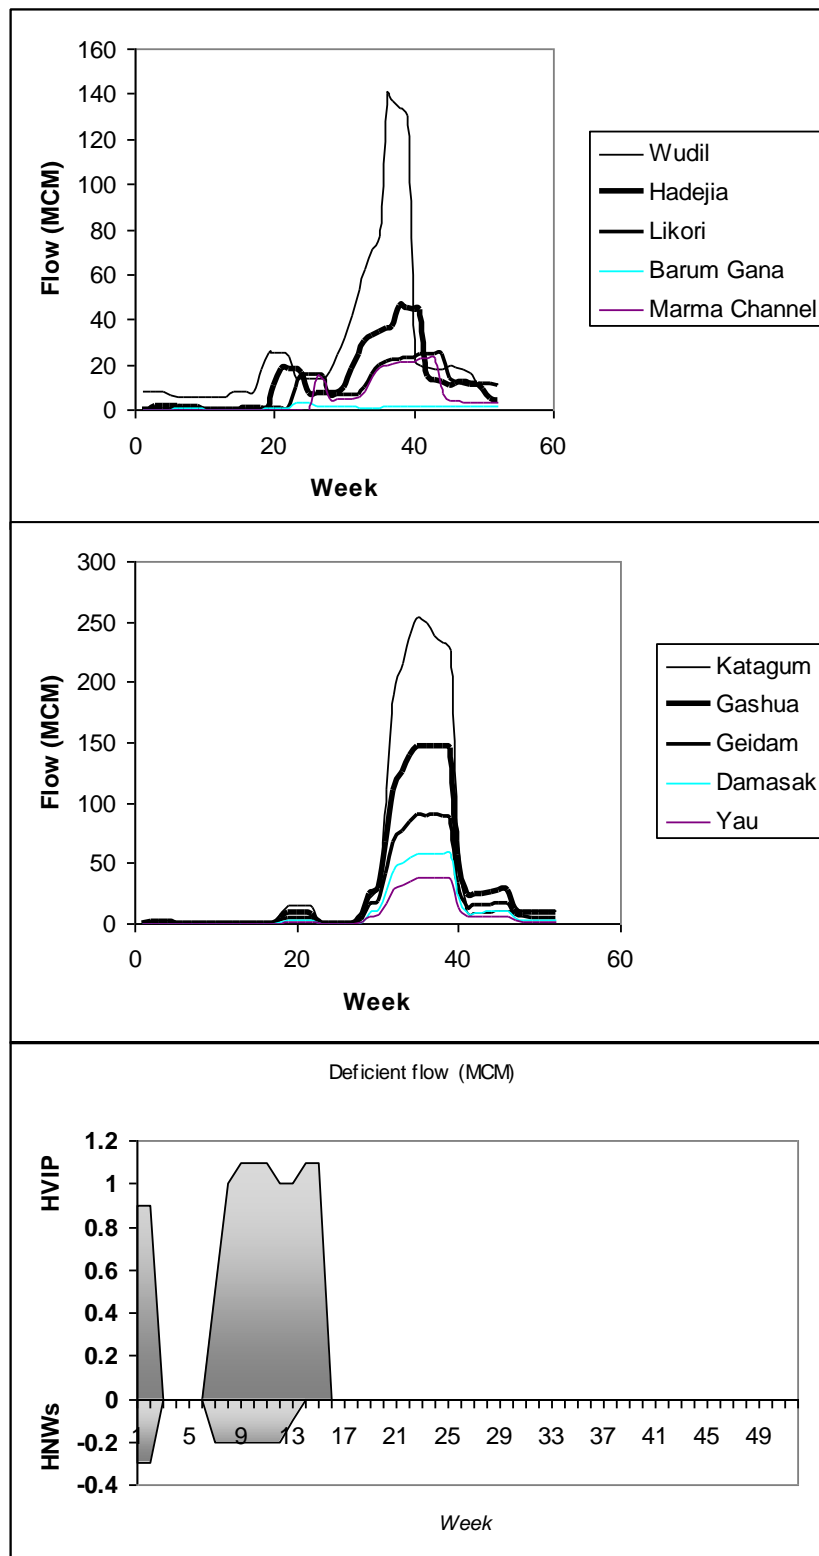 160
140
120
100
80
60
40
20
0
Flow (MCM)
0 20 40 60
Week
Wudil
Hadejia
Likori
Barum Gana
Marma Channel
300
250
200
150
100
50
0
Flow (MCM)
0 20 40 60
Week
Katagum
Gashua
Geidam
Damasak
Yau
Deficient flow (MCM)
1.2
1
0.8
0.6
0.4
0.2
0
-0.2
-0.4
HVIP
HNWs
1 5 9 13 17 21 25 29 33 37 41 45 49
Week